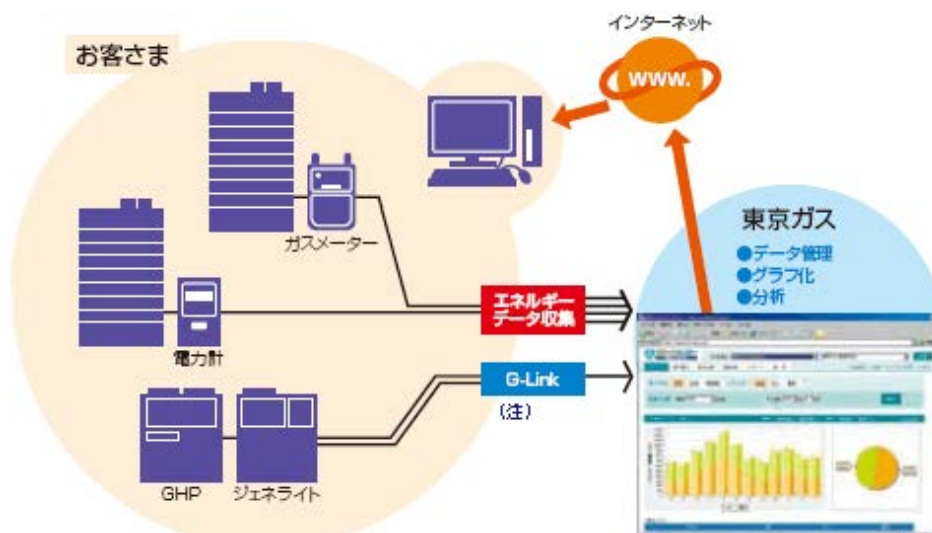 インターネット
お客さま
www.
ガスメーター
東京ガス
●データ管理
●グラフ化
●分析
エネルギー
データ収集
電力計
G-Link
(注)
GHP
ジェネライト